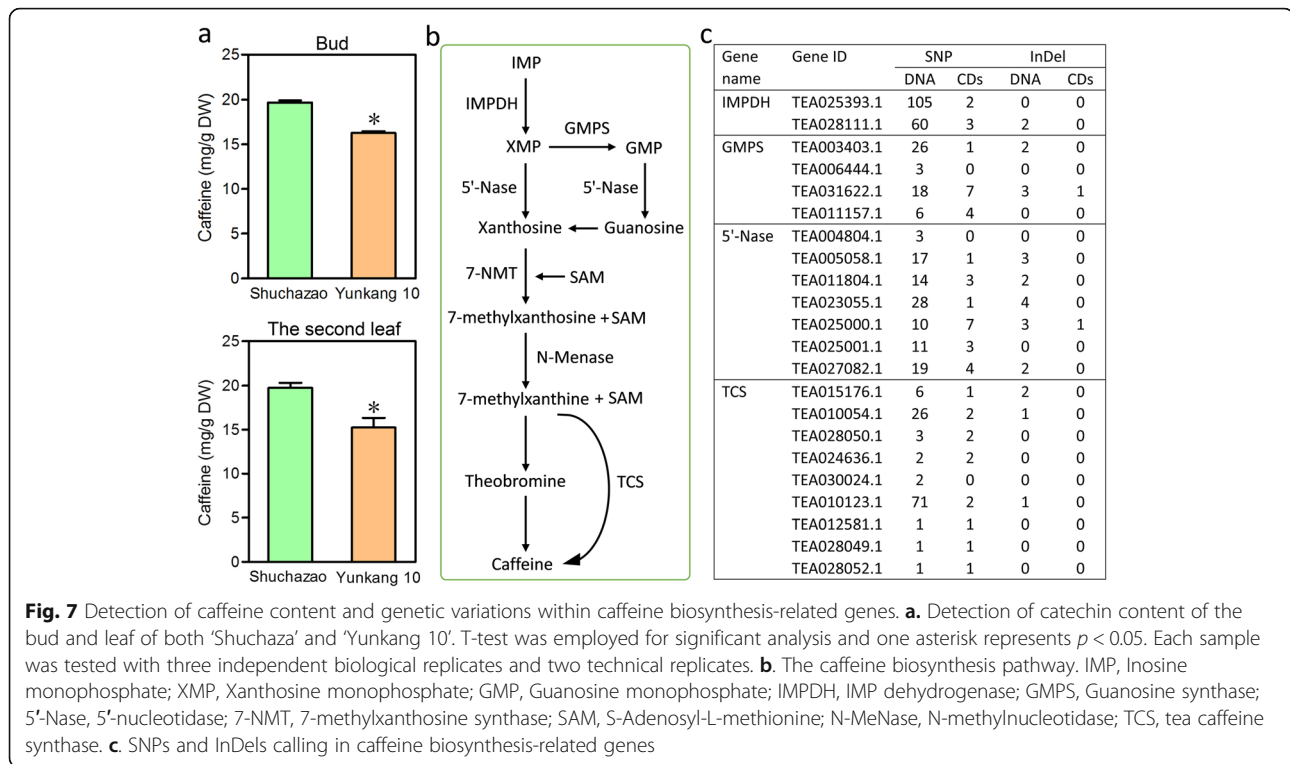 a
Bud
25
20
15
10
5
0
Caffeine (mg/g DW)
*
Shuchazao Yunkang 10
The second leaf
25
20
15
10
5
0
Caffeine (mg/g DW)
*
Shuchazao Yunkang 10
b
IMP
IMPDH
GMPS
XMP GMP
5'-Nase 5'-Nase
Xanthosine Guanosine
7-NMT SAM
7-methylxanthosine + SAM
N-Menase
7-methylxanthine + SAM
Theobromine TCS
Caffeine
c
Gene Gene ID SNP InDel
name DNA CDs DNA CDs
IMPDH TEA025393.1 105 2 0 0
TEA028111.1 60 3 2 0
GMPS TEA003403.1 26 1 2 0
TEA006444.1 3 0 0 0
TEA031622.1 18 7 3 1
TEA011157.1 6 4 0 0
5'-Nase TEA004804.1 3 0 0 0
TEA005058.1 17 1 3 0
TEA011804.1 14 3 2 0
TEA023055.1 28 1 4 0
TEA025000.1 10 7 3 1
TEA025001.1 11 3 0 0
TEA027082.1 19 4 2 0
TCS TEA015176.1 6 1 2 0
TEA010054.1 26 2 1 0
TEA028050.1 3 2 0 0
TEA024636.1 2 2 0 0
TEA030024.1 2 0 0 0
TEA010123.1 71 2 1 0
TEA012581.1 1 1 0 0
TEA028049.1 1 1 0 0
TEA028052.1 1 1 0 0
Fig. 7 Detection of caffeine content and genetic variations within caffeine biosynthesis-related genes. a. Detection of catechin content of the
bud and leaf of both ‘Shuchaza’ and ‘Yunkang 10’. T-test was employed for significant analysis and one asterisk represents p < 0.05. Each sample
was tested with three independent biological replicates and two technical replicates. b. The caffeine biosynthesis pathway. IMP, Inosine
monophosphate; XMP, Xanthosine monophosphate; GMP, Guanosine monophosphate; IMPDH, IMP dehydrogenase; GMPS, Guanosine synthase;
5′-Nase, 5′-nucleotidase; 7-NMT, 7-methylxanthosine synthase; SAM, S-Adenosyl-L-methionine; N-MeNase, N-methylnucleotidase; TCS, tea caffeine
synthase. c. SNPs and InDels calling in caffeine biosynthesis-related genes